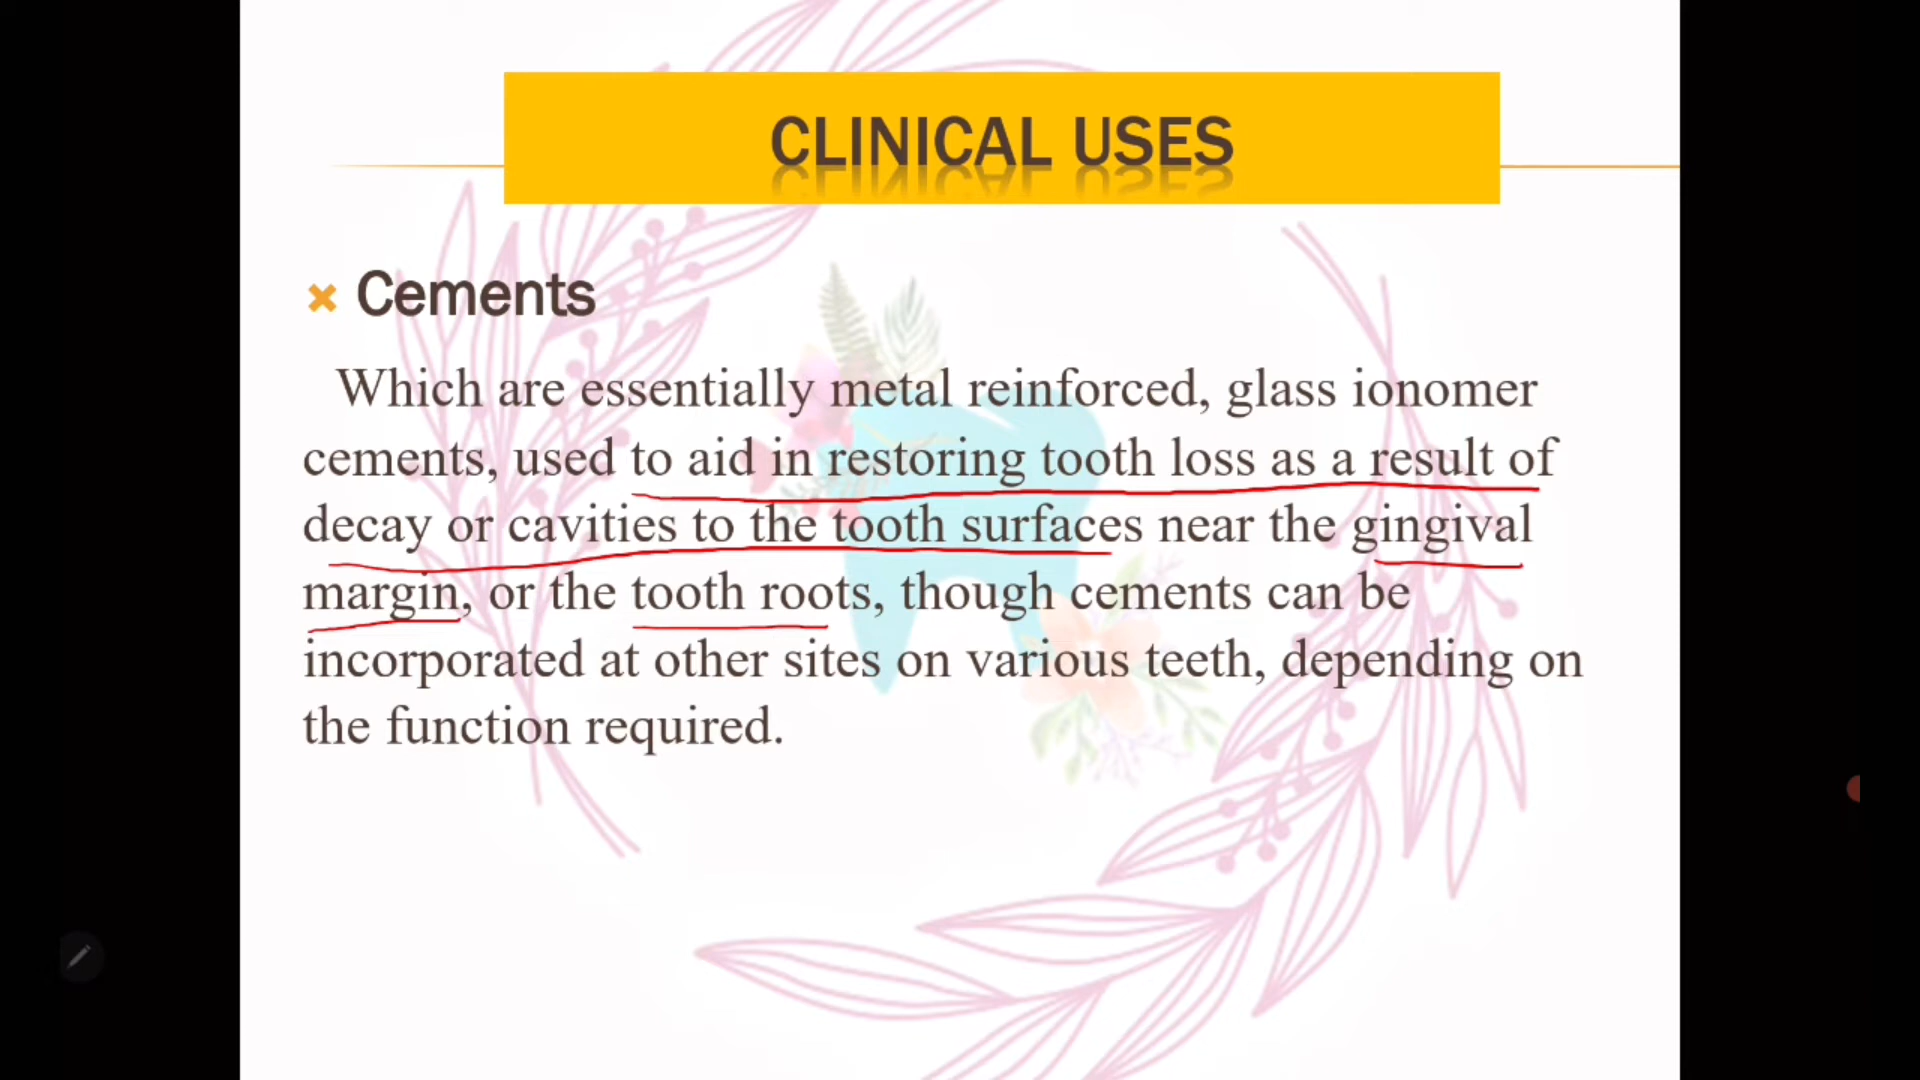 CLINICAL USES
Cements
Which are essentially metal reinforced, glass ionomer
cements, used to aid in restoring tooth loss as a result of
decay or cavities to the tooth surfaces near the gingival
margin, or the tooth roots, though cements can be
incorporated at other sites on various teeth, depending on
the function required.